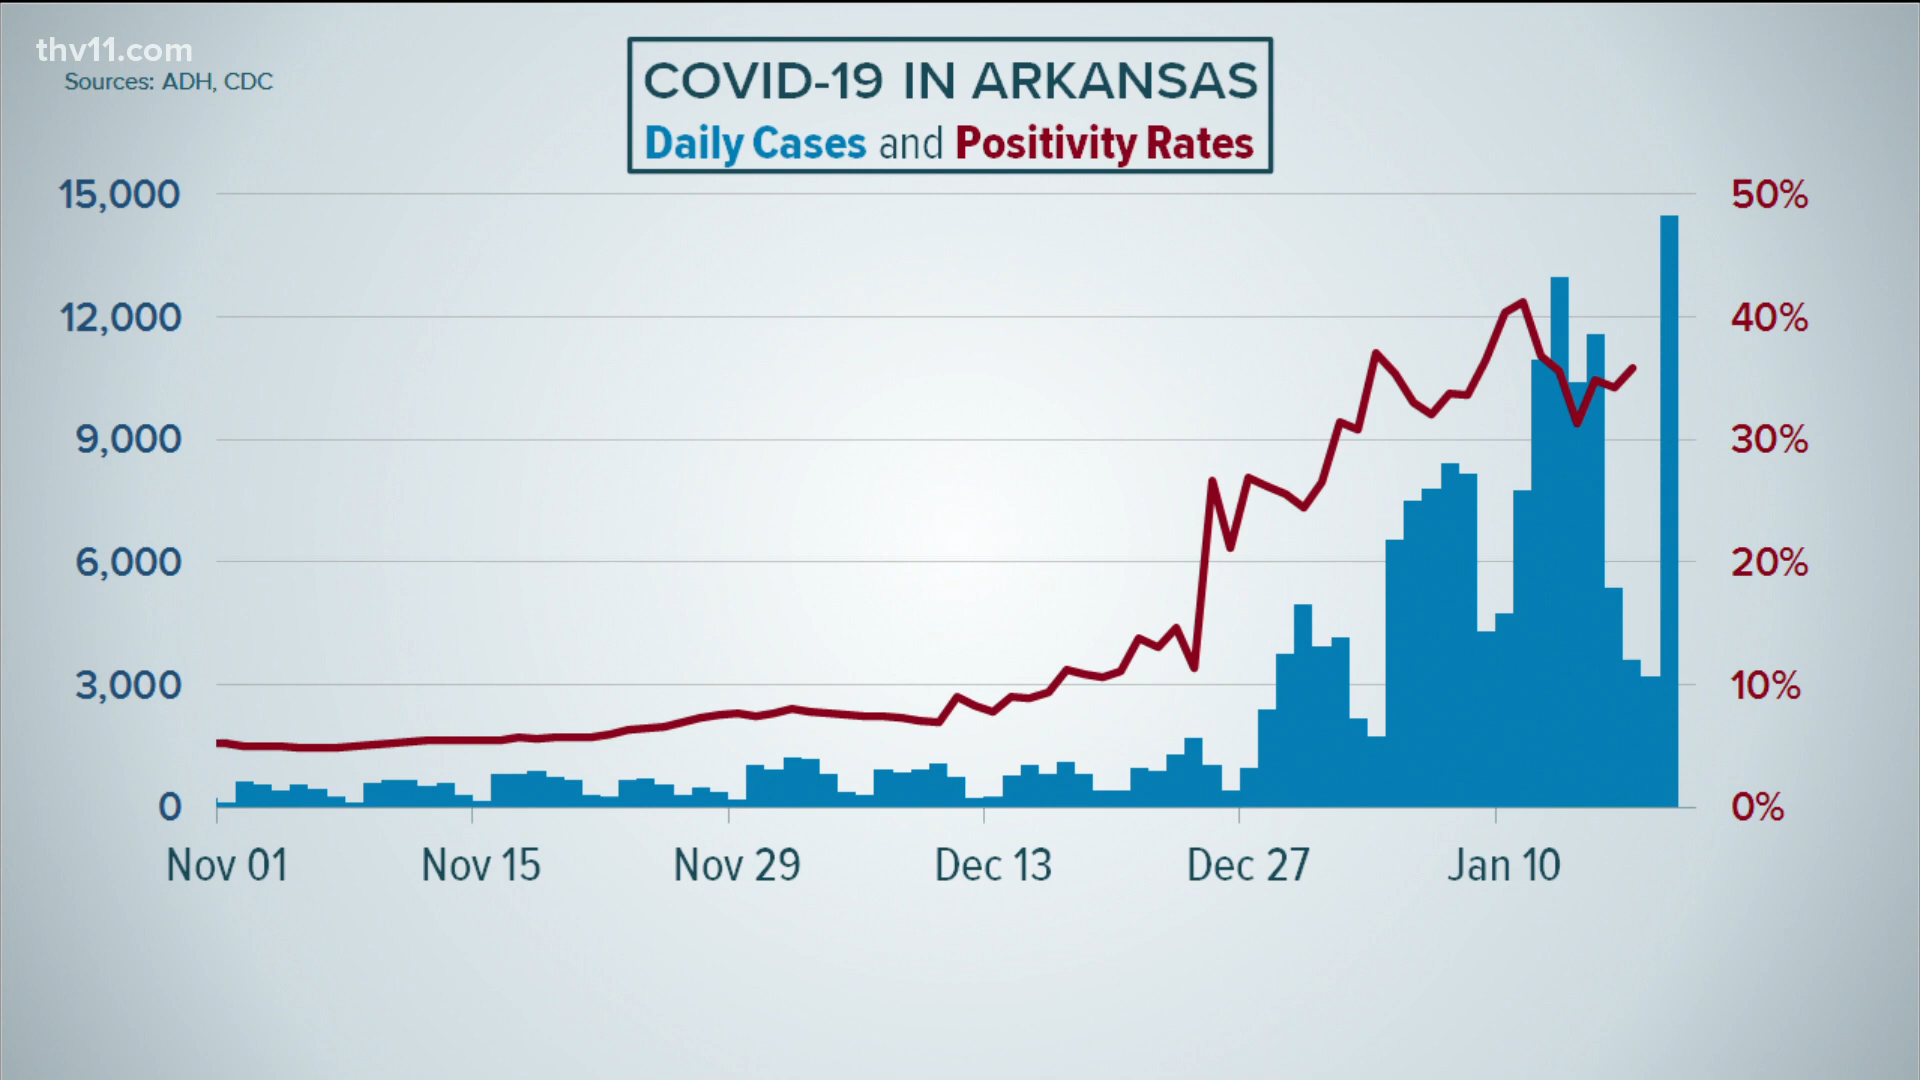 thv11.com
Sources: ADH, CDC
COVID-19 IN ARKANSAS
Daily Cases and Positivity Rates
15,000
12,000
9,000
6,000
3,000
0
50%
40%
30%
20%
10%
0%
Nov 01 Nov 15 Nov 29 Dec 13 Dec 27 Jan 10